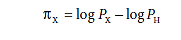 π_X = log P_X − log P_H